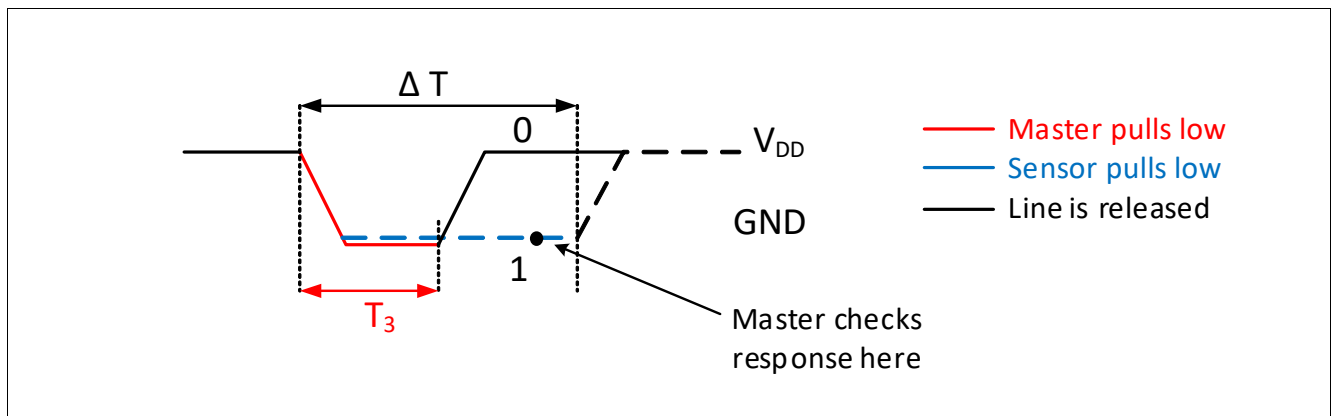 Δ T
0
V_DD
GND
1
T_3
Master checks
response here
Master pulls low
Sensor pulls low
Line is released